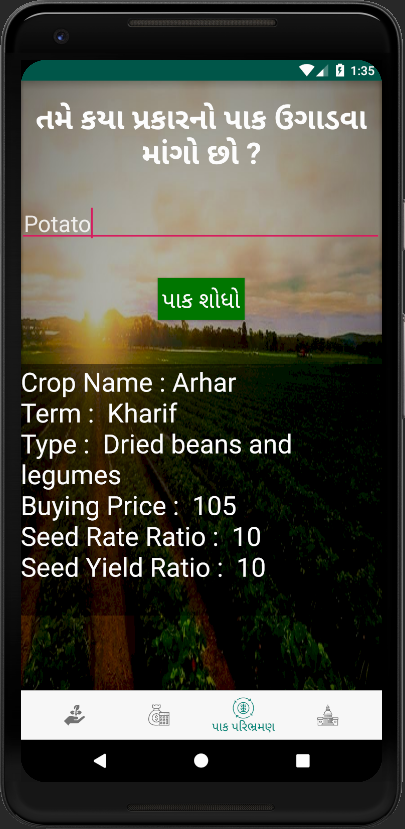 1:35
તમે કયા પ્રકારનો પાક ઉગાડવા
માંગો છો ?
Potato
પાક શોધો
Crop Name : Arhar
Term :  Kharif
Type :  Dried beans and
legumes
Buying Price :  105
Seed Rate Ratio :  10
Seed Yield Ratio :  10
પાક પરિભ્રમણ